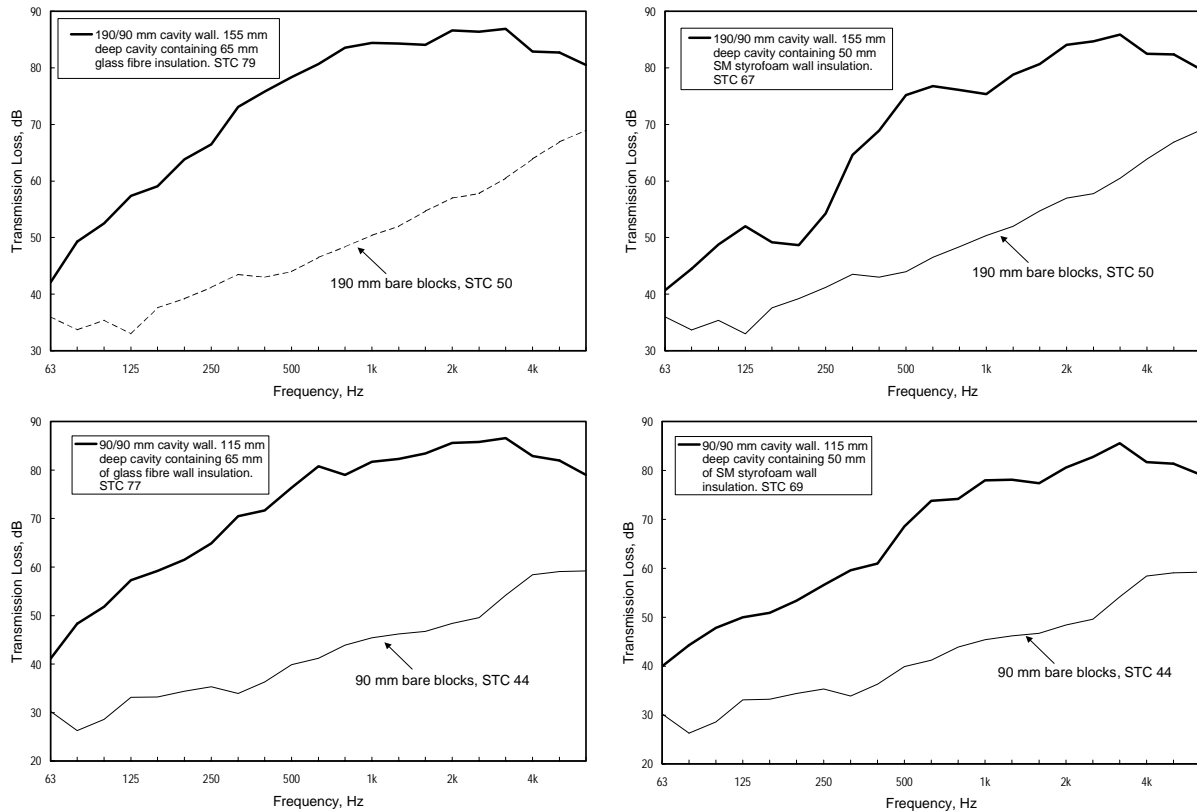 90
80
70
60
50
40
30
Transmission Loss, dB
190/90 mm cavity wall. 155 mm
deep cavity containing 65 mm
glass fibre insulation. STC 79
190 mm bare blocks, STC 50
63 125 250 500 1k 2k 4k
Frequency, Hz
90
80
70
60
50
40
30
Transmission Loss, dB
190/90 mm cavity wall. 155 mm
deep cavity containing 50 mm
SM styrofoam wall insulation.
STC 67
190 mm bare blocks, STC 50
63 125 250 500 1k 2k 4k
Frequency, Hz
90
80
70
60
50
40
30
20
Transmission Loss, dB
90/90 mm cavity wall. 115 mm
deep cavity containing 65 mm
of glass fibre wall insulation.
STC 77
90 mm bare blocks, STC 44
63 125 250 500 1k 2k 4k
Frequency, Hz
90
80
70
60
50
40
30
20
Transmission Loss, dB
90/90 mm cavity wall. 115 mm
deep cavity containing 50 mm
of SM styrofoam wall
insulation. STC 69
90 mm bare blocks, STC 44
63 125 250 500 1k 2k 4k
Frequency, Hz